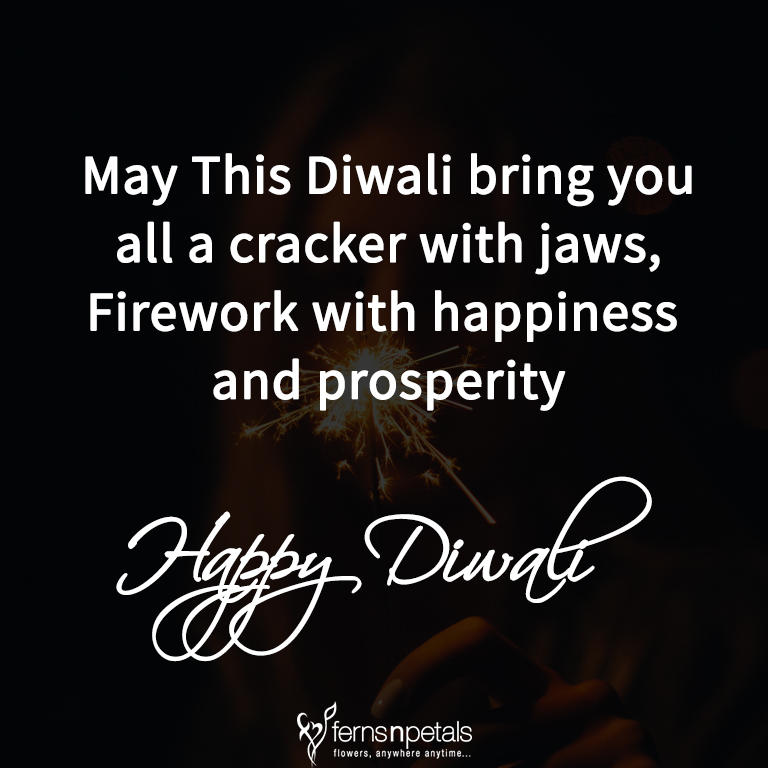 May This Diwali bring you
all a cracker with jaws,
Firework with happiness
and prosperity
Happy Diwali
fernsnpetals
flowers, anywhere anytime...